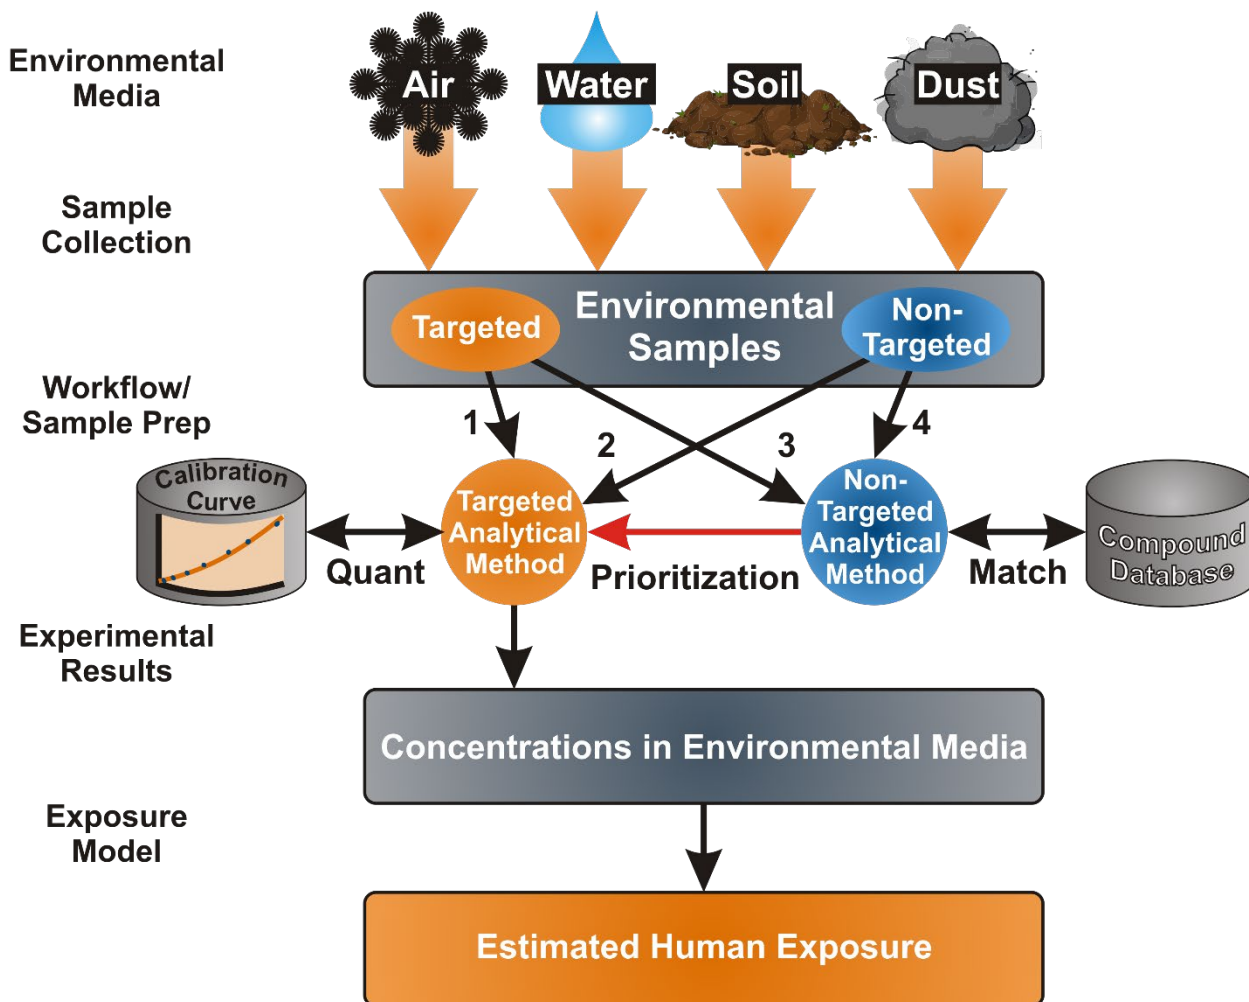 Environmental
Media
Air
Water
Soil
Dust
Sample
Collection
Environmental
Samples
Targeted
Non-
Targeted
Workflow/
Sample Prep
1
2
3
4
Calibration
Curve
Quant
Targeted
Analytical
Method
Prioritization
Non-
Targeted
Analytical
Method
Match
Compound
Database
Experimental
Results
Concentrations in Environmental Media
Exposure
Model
Estimated Human Exposure